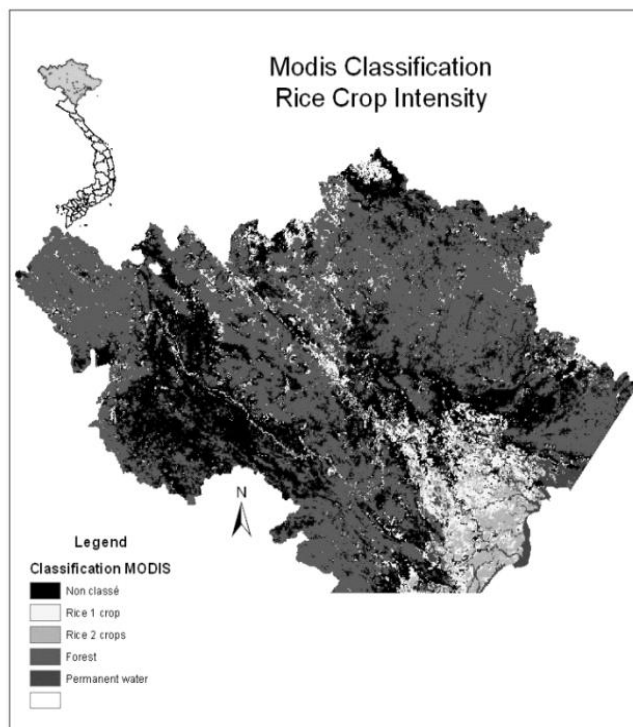 Modis Classification
Rice Crop Intensity
N
Legend
Classification MODIS
Non classé
Rice 1 crop
Rice 2 crops
Forest
Permanent water